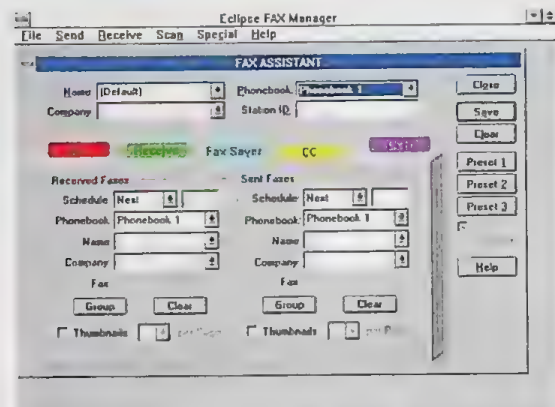 Eclipse FAX Manager
File Send Receive Scan Special Help
FAX ASSISTANT
Name (Default) Phonebook: Phonebook 1 Close
Company Station ID: Save
Clear
Receive Fax Saver CC
Preset 1
Received Faxes Sent Faxes
Preset 2
Schedule Next Schedule Next
Preset 3
Phonebook: Phonebook 1 Phonebook: Phonebook 1
Name Name
Company Company Help
Fax Fax
Group Clear Group Clear
Thumbnails Thumbnails